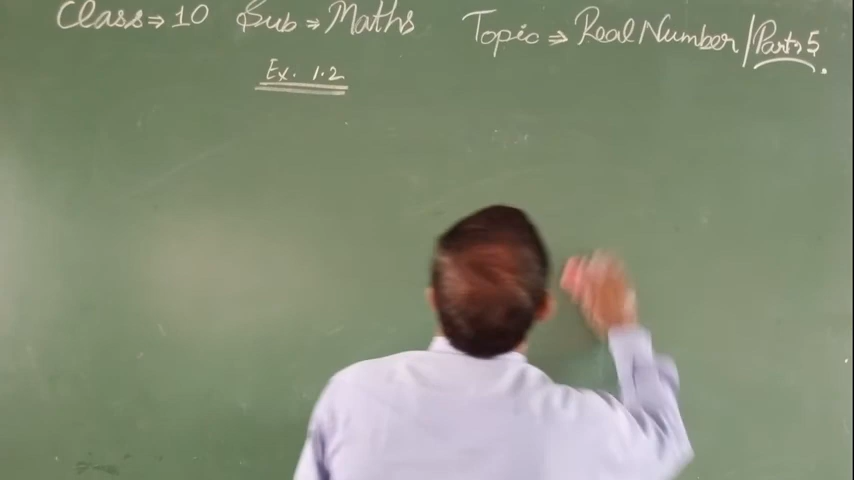 Class ⇒ 10 Sub ⇒ Maths Topic ⇒ Real Number / Part 5
Ex. 1.2